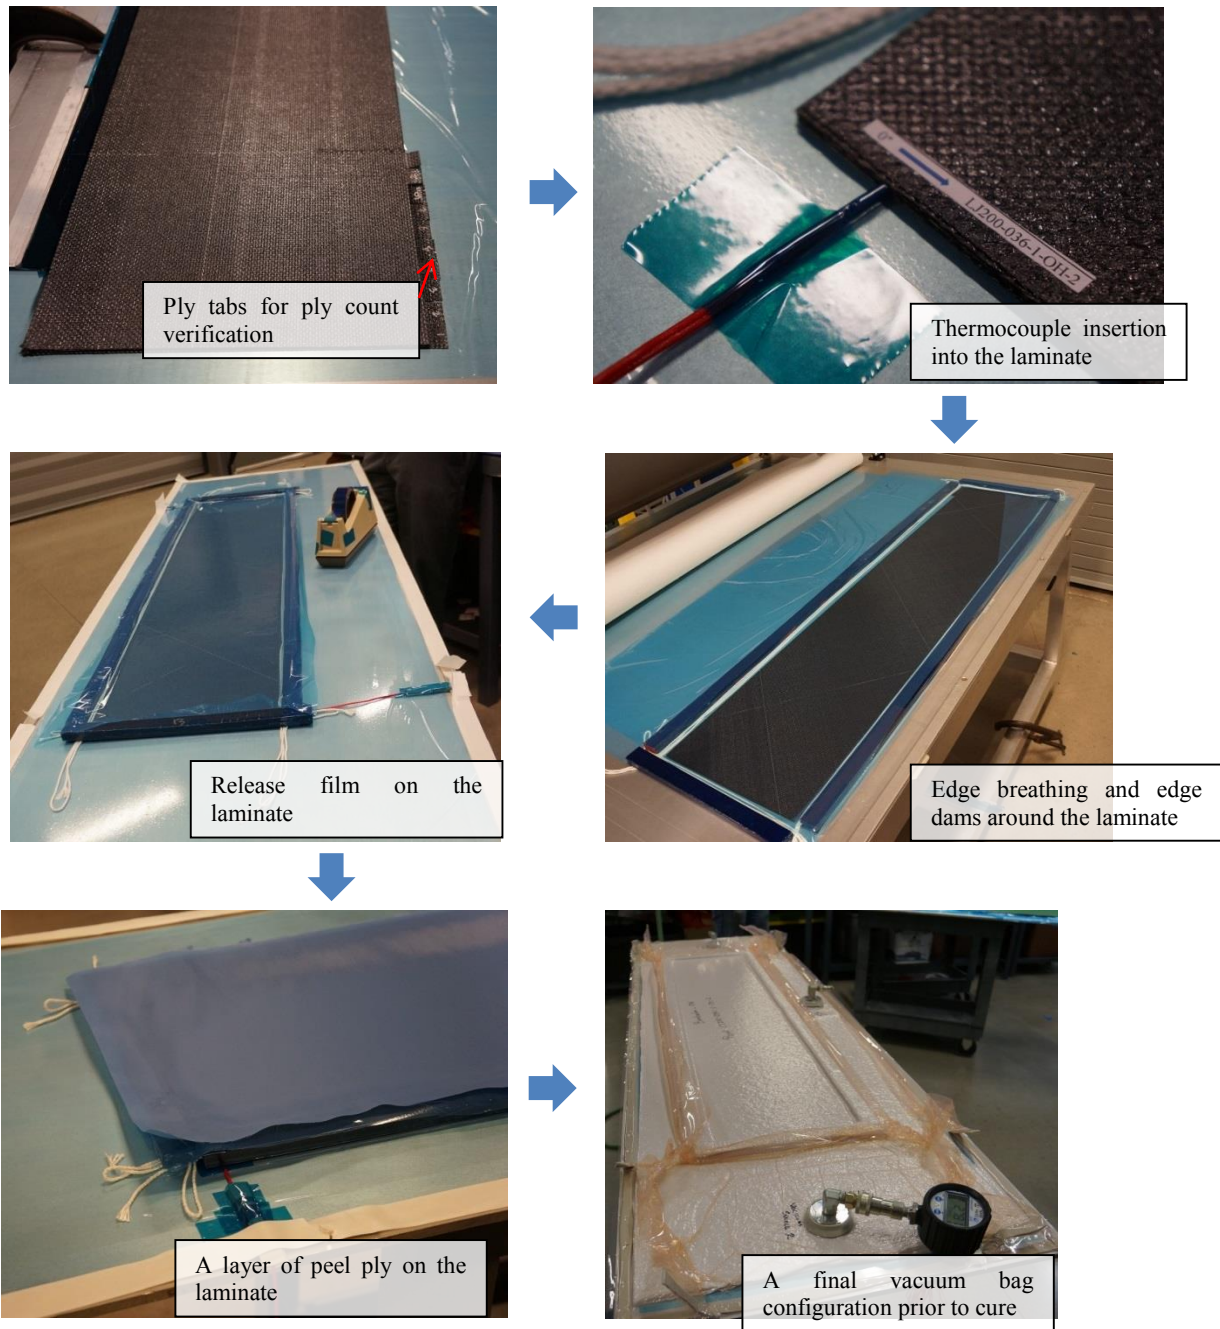 Ply tabs for ply count
verification
0°
LJ200-036-1-OH-2
Thermocouple insertion
into the laminate
Release film on the
laminate
Edge breathing and edge
dams around the laminate
A layer of peel ply on the
laminate
A final vacuum bag
configuration prior to cure